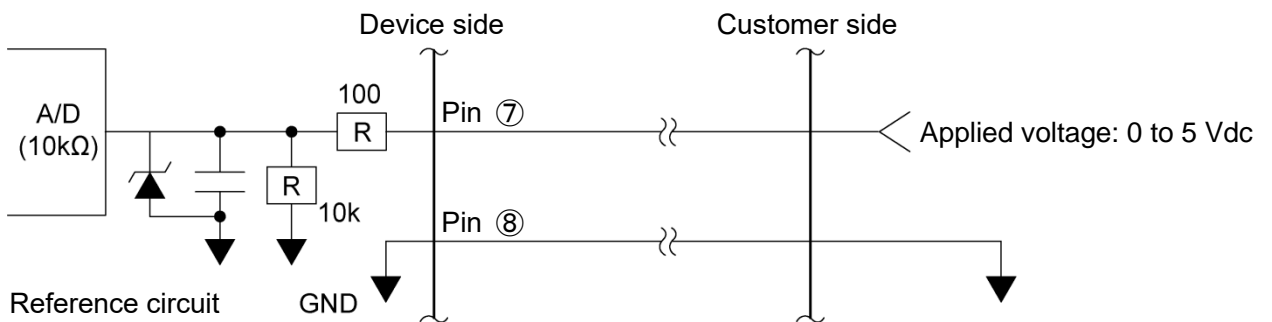 Device side
Customer side
A/D
(10kΩ)
100
R
Pin ⑦
Applied voltage: 0 to 5 Vdc
R
10k
Pin ⑧
Reference circuit
GND